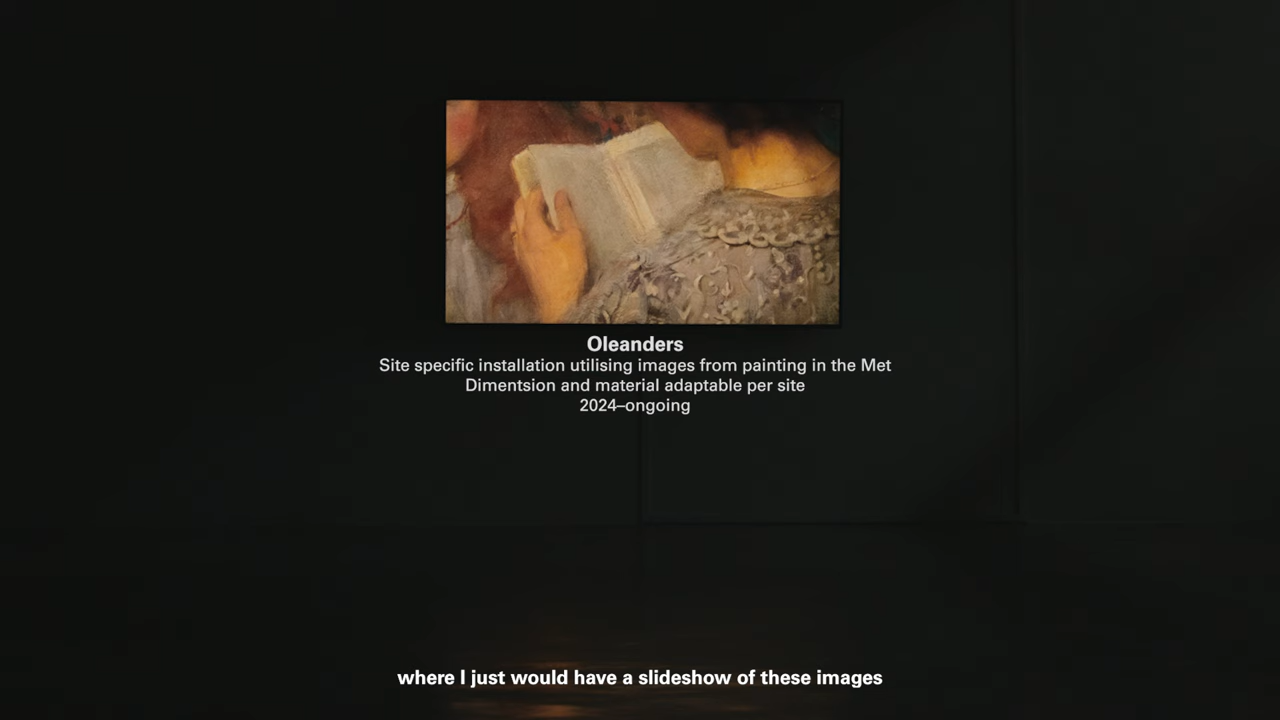 Oleanders
Site specific installation utilising images from painting in the Met
Dimentsion and material adaptable per site
2024–ongoing
where I just would have a slideshow of these images